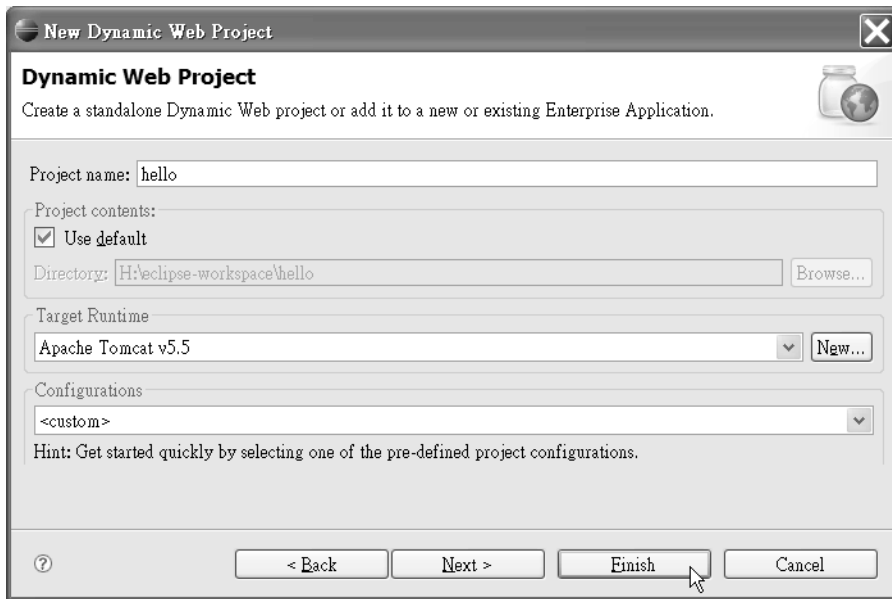 New Dynamic Web Project
Dynamic Web Project
Create a standalone Dynamic Web project or add it to a new or existing Enterprise Application.
Project name: hello
Project contents:
Use default
Directory: H:\eclipse-workspace\hello Browse...
Target Runtime
Apache Tomcat v5.5 New...
Configurations
<custom>
Hint: Get started quickly by selecting one of the pre-defined project configurations.
? < Back Next > Finish Cancel